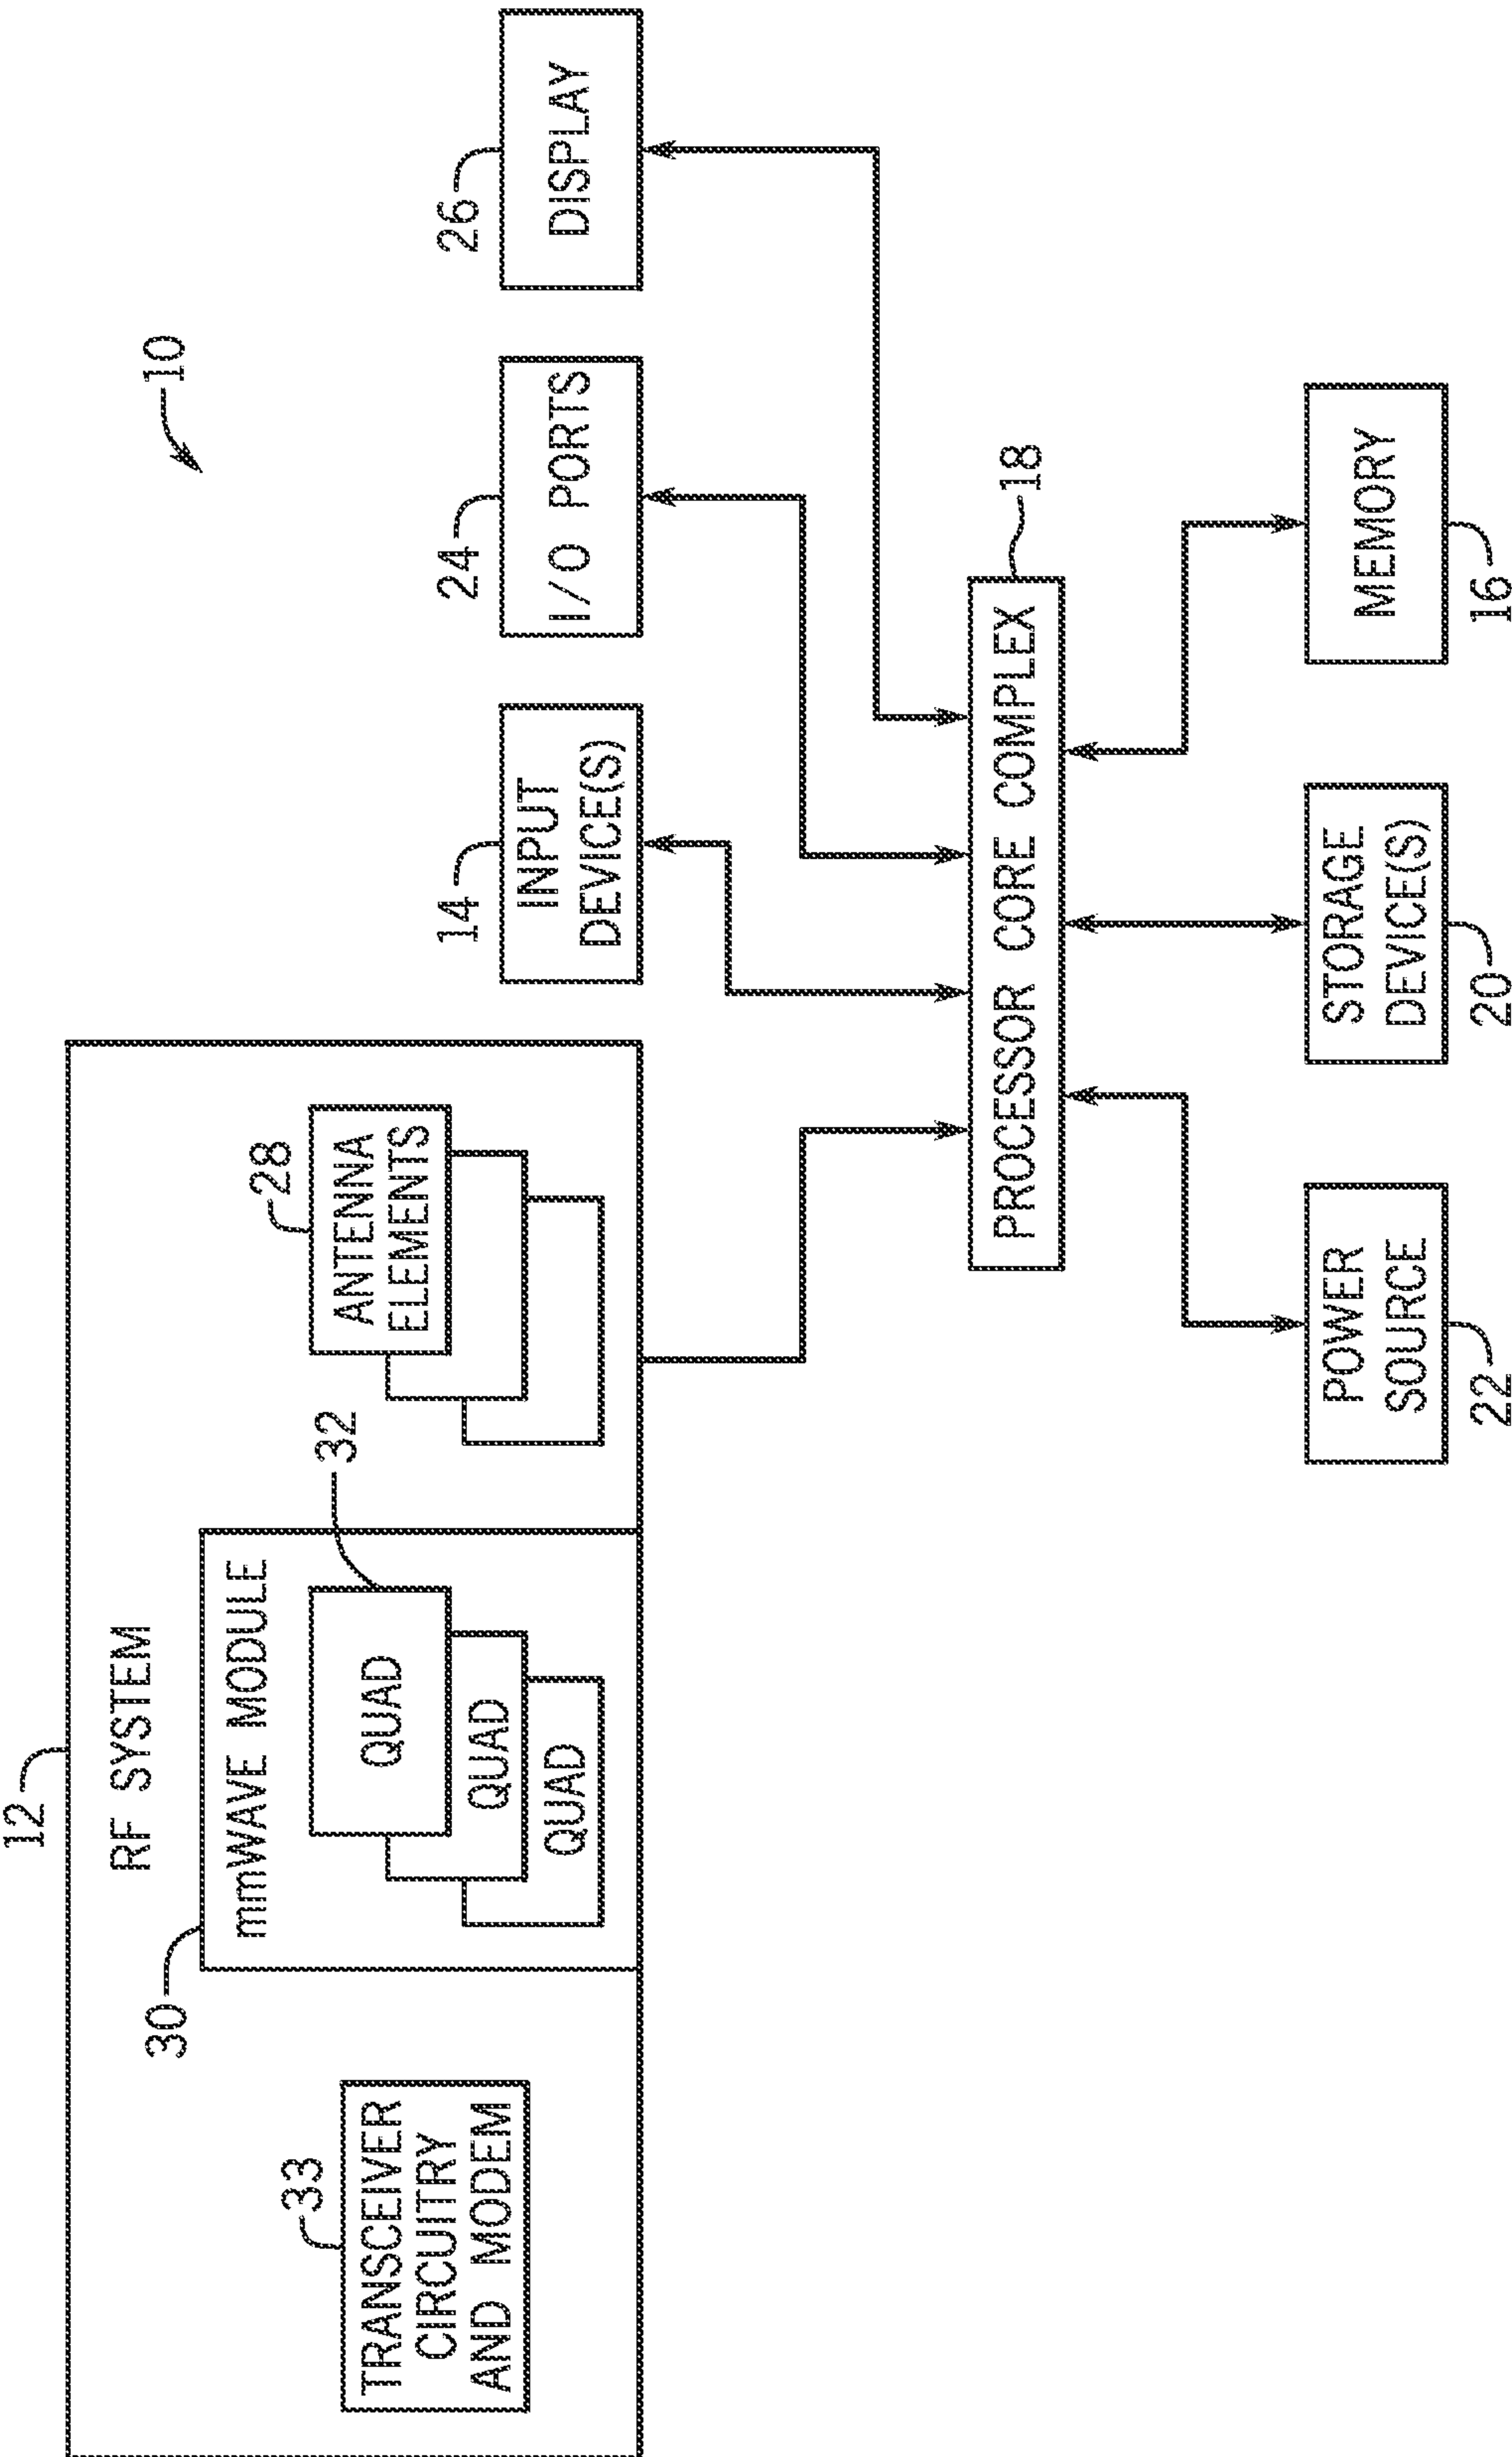 10
12
RF SYSTEM
33
TRANSCEIVER
CIRCUITRY
AND MODEM
30
mmWAVE MODULE
32
QUAD
QUAD
QUAD
28
ANTENNA
ELEMENTS
14
INPUT
DEVICE(S)
24
I/O PORTS
26
DISPLAY
18
PROCESSOR CORE COMPLEX
POWER
SOURCE
22
STORAGE
DEVICE(S)
20
MEMORY
16